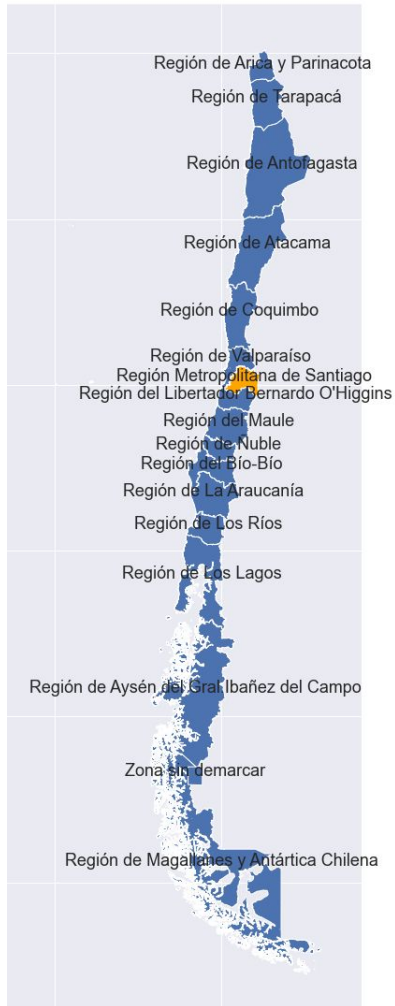 Región de Arica y Parinacota
Región de Tarapacá
Región de Antofagasta
Región de Atacama
Región de Coquimbo
Región de Valparaíso
Región Metropolitana de Santiago
Región del Libertador Bernardo O'Higgins
Región del Maule
Región de Ñuble
Región del Bío-Bío
Región de La Araucanía
Región de Los Ríos
Región de Los Lagos
Región de Aysén del Gral.Ibañez del Campo
Zona sin demarcar
Región de Magallanes y Antártica Chilena